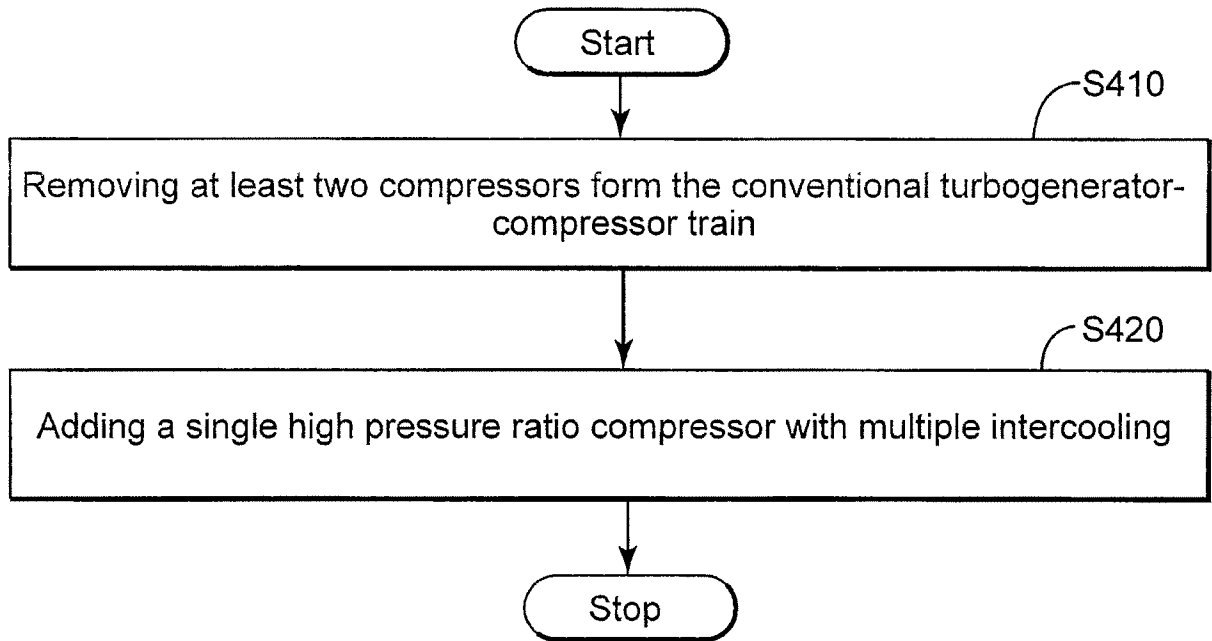 Start
S410
Removing at least two compressors form the conventional turbogenerator-
compressor train
S420
Adding a single high pressure ratio compressor with multiple intercooling
Stop